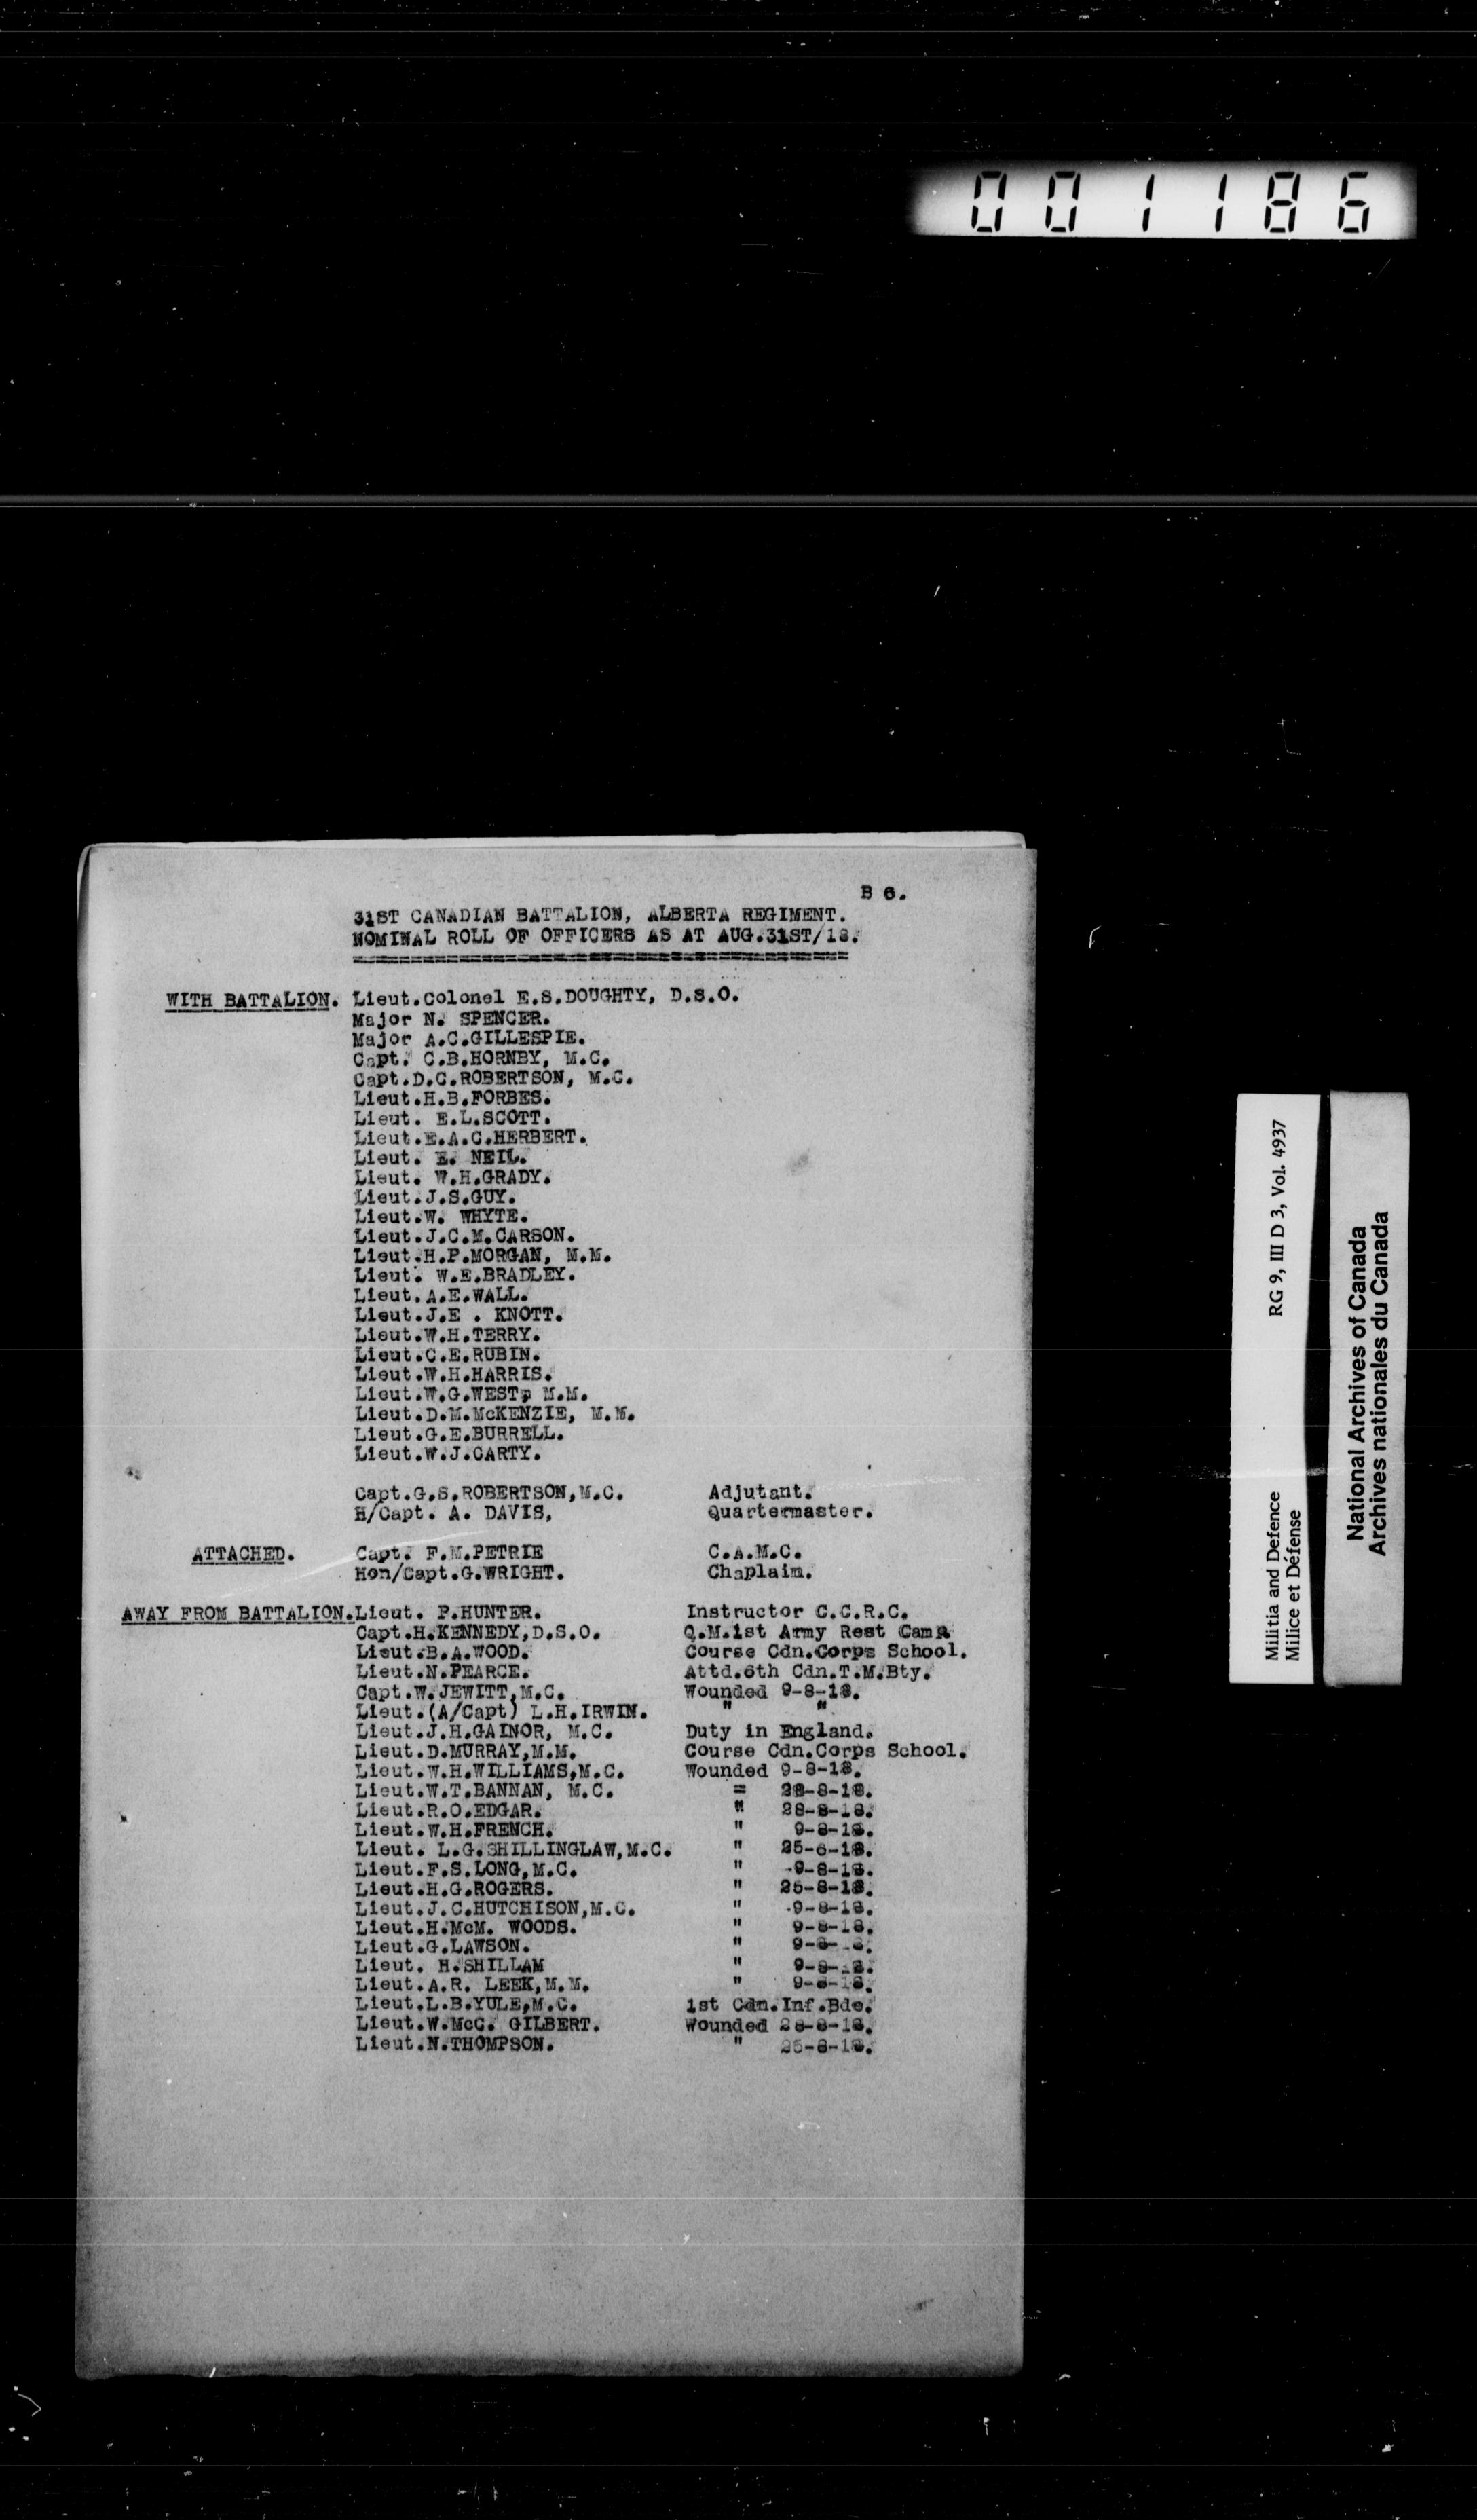 001186
B 6.
31ST CANADIAN BATTALION, ALBERTA REGIMENT.
NOMINAL ROLL OF OFFICERS AS AT AUG.31ST/18.
WITH BATTALION. Lieut.Colonel E.S.DOUGHTY, D.S.O.
Major N. SPENCER.
Major A.C.GILLESPIE.
Capt. C.B.HORNBY, M.C.
Capt.D.C.ROBERTSON, M.C.
Lieut.H.B.FORBES.
Lieut. E.L.SCOTT.
Lieut.E.A.C.HERBERT.
Lieut. E. NEIL.
Lieut. W.H.GRADY.
Lieut.J.S.GUY.
Lieut.W. WHYTE.
Lieut.J.C.M.CARSON.
Lieut.H.P.MORGAN, M.M.
Lieut. W.E.BRADLEY.
Lieut.A.E.WALL.
Lieut.J.E . KNOTT.
Lieut.W.H.TERRY.
Lieut.C.E.RUBIN.
Lieut.W.H.HARRIS.
Lieut.W.G.WEST, M.M.
Lieut.D.M.McKENZIE, M.M.
Lieut.G.E.BURRELL.
Lieut.W.J.CARTY.
Capt.G.S.ROBERTSON,M.C. Adjutant.
H/Capt. A. DAVIS, Quartermaster.
ATTACHED. Capt. F.M.PETRIE C.A.M.C.
Hon/Capt.G.WRIGHT. Chaplain.
AWAY FROM BATTALION. Lieut. P.HUNTER. Instructor C.C.R.C.
Capt.H.KENNEDY,D.S.O. Q.M.1st Army Rest Camp
Lieut.B.A.WOOD. Course Cdn.Corps School.
Lieut.N.PEARCE. Attd.6th Cdn.T.M.Bty.
Capt.W.JEWITT,M.C. Wounded 9-8-18.
Lieut.(A/Capt) L.H.IRWIN. " "
Lieut.J.H.GAINOR, M.C. Duty in England.
Lieut.D.MURRAY,M.M. Course Cdn.Corps School.
Lieut.W.H.WILLIAMS,M.C. Wounded 9-8-18.
Lieut.W.T.BANNAN, M.C. = 28-8-18.
Lieut.R.O.EDGAR. " 28-8-18.
Lieut.W.H.FRENCH. " 9-8-18.
Lieut. L.G.SHILLINGLAW,M.C. " 25-6-18.
Lieut.F.S.LONG,M.C. " 9-8-18.
Lieut.H.G.ROGERS. " 26-8-18.
Lieut.J.C.HUTCHISON,M.C. " 9-8-18.
Lieut.H.McM. WOODS. " 9-8-18.
Lieut.G.LAWSON. "
Lieut. H.SHILLAM "
Lieut.A.R. LEEK,M.M. " 9-8-18.
Lieut.L.B.YULE,M.C. 1st Cdn.Inf.Bde.
Lieut.W.McC. GILBERT. Wounded 28-8-18.
Lieut.N.THOMPSON. "
Militia and Defence RG 9, III D 3, Vol. 4937
Milice et Défense
National Archives of Canada
Archives nationales du Canada